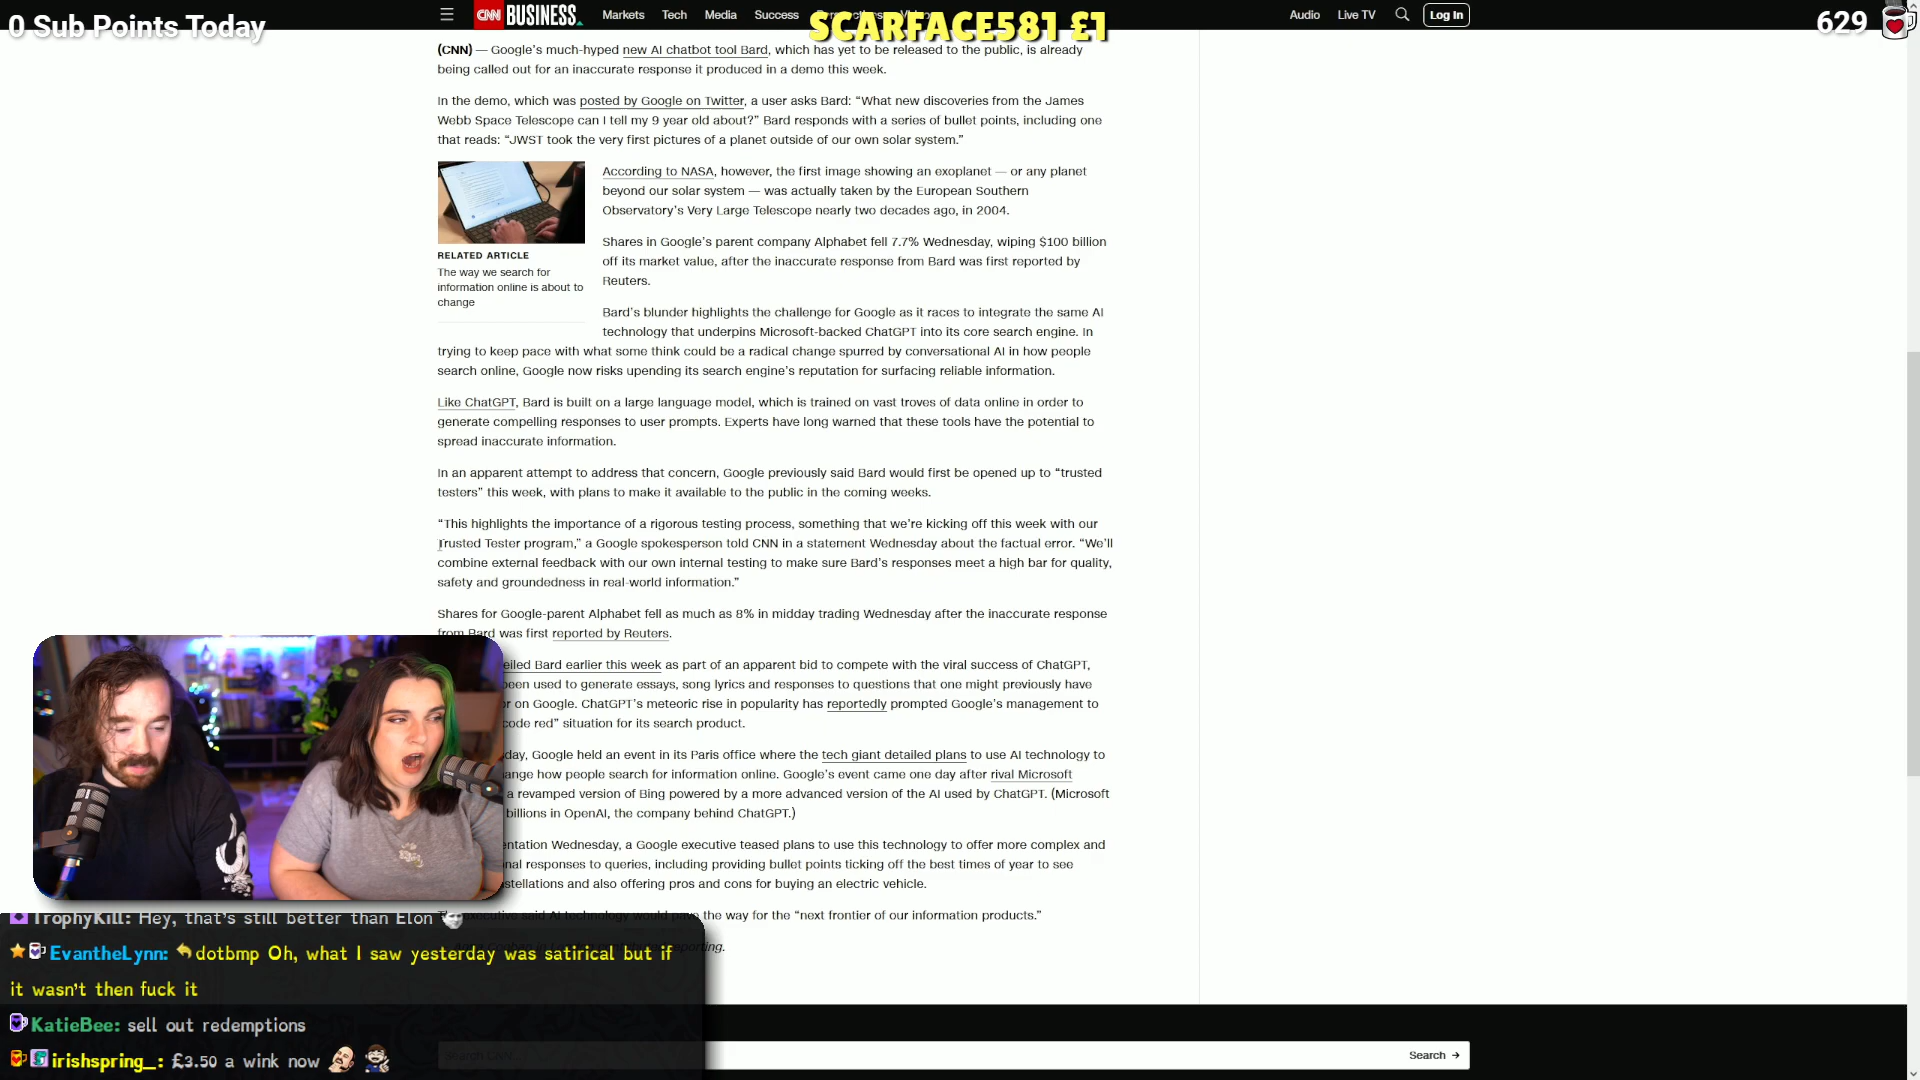 0 Sub Points Today
CNN BUSINESS
Markets Tech Media Success
SCARFACE581 £1
Audio Live TV
Log In
629
(CNN) — Google's much-hyped new AI chatbot tool Bard, which has yet to be released to the public, is already
being called out for an inaccurate response it produced in a demo this week.
In the demo, which was posted by Google on Twitter, a user asks Bard: “What new discoveries from the James
Webb Space Telescope can I tell my 9 year old about?” Bard responds with a series of bullet points, including one
that reads: “JWST took the very first pictures of a planet outside of our own solar system.”
RELATED ARTICLE
The way we search for
information online is about to
change
According to NASA, however, the first image showing an exoplanet — or any planet
beyond our solar system — was actually taken by the European Southern
Observatory's Very Large Telescope nearly two decades ago, in 2004.
Shares in Google's parent company Alphabet fell 7.7% Wednesday, wiping $100 billion
off its market value, after the inaccurate response from Bard was first reported by
Reuters.
Bard's blunder highlights the challenge for Google as it races to integrate the same AI
technology that underpins Microsoft-backed ChatGPT into its core search engine. In
trying to keep pace with what some think could be a radical change spurred by conversational AI in how people
search online, Google now risks upending its search engine's reputation for surfacing reliable information.
Like ChatGPT, Bard is built on a large language model, which is trained on vast troves of data online in order to
generate compelling responses to user prompts. Experts have long warned that these tools have the potential to
spread inaccurate information.
In an apparent attempt to address that concern, Google previously said Bard would first be opened up to “trusted
testers” this week, with plans to make it available to the public in the coming weeks.
“This highlights the importance of a rigorous testing process, something that we're kicking off this week with our
Trusted Tester program,” a Google spokesperson told CNN in a statement Wednesday about the factual error. “We'll
combine external feedback with our own internal testing to make sure Bard's responses meet a high bar for quality,
safety and groundedness in real-world information.”
Shares for Google-parent Alphabet fell as much as 8% in midday trading Wednesday after the inaccurate response
from Bard was first reported by Reuters.
eiled Bard earlier this week as part of an apparent bid to compete with the viral success of ChatGPT,
been used to generate essays, song lyrics and responses to questions that one might previously have
or on Google. ChatGPT's meteoric rise in popularity has reportedly prompted Google's management to
code red” situation for its search product.
day, Google held an event in its Paris office where the tech giant detailed plans to use AI technology to
ange how people search for information online. Google's event came one day after rival Microsoft
a revamped version of Bing powered by a more advanced version of the AI used by ChatGPT. (Microsoft
billions in OpenAI, the company behind ChatGPT.)
entation Wednesday, a Google executive teased plans to use this technology to offer more complex and
nal responses to queries, including providing bullet points ticking off the best times of year to see
stellations and also offering pros and cons for buying an electric vehicle.
executive said AI technology would pave the way for the “next frontier of our information products.”
reporting.
TrophyKill: Hey, that's still better than Elon
EvantheLynn: dotbmp Oh, what I saw yesterday was satirical but if
it wasn't then fuck it
KatieBee: sell out redemptions
irishspring_: £3.50 a wink now
Search CNN...
Search →